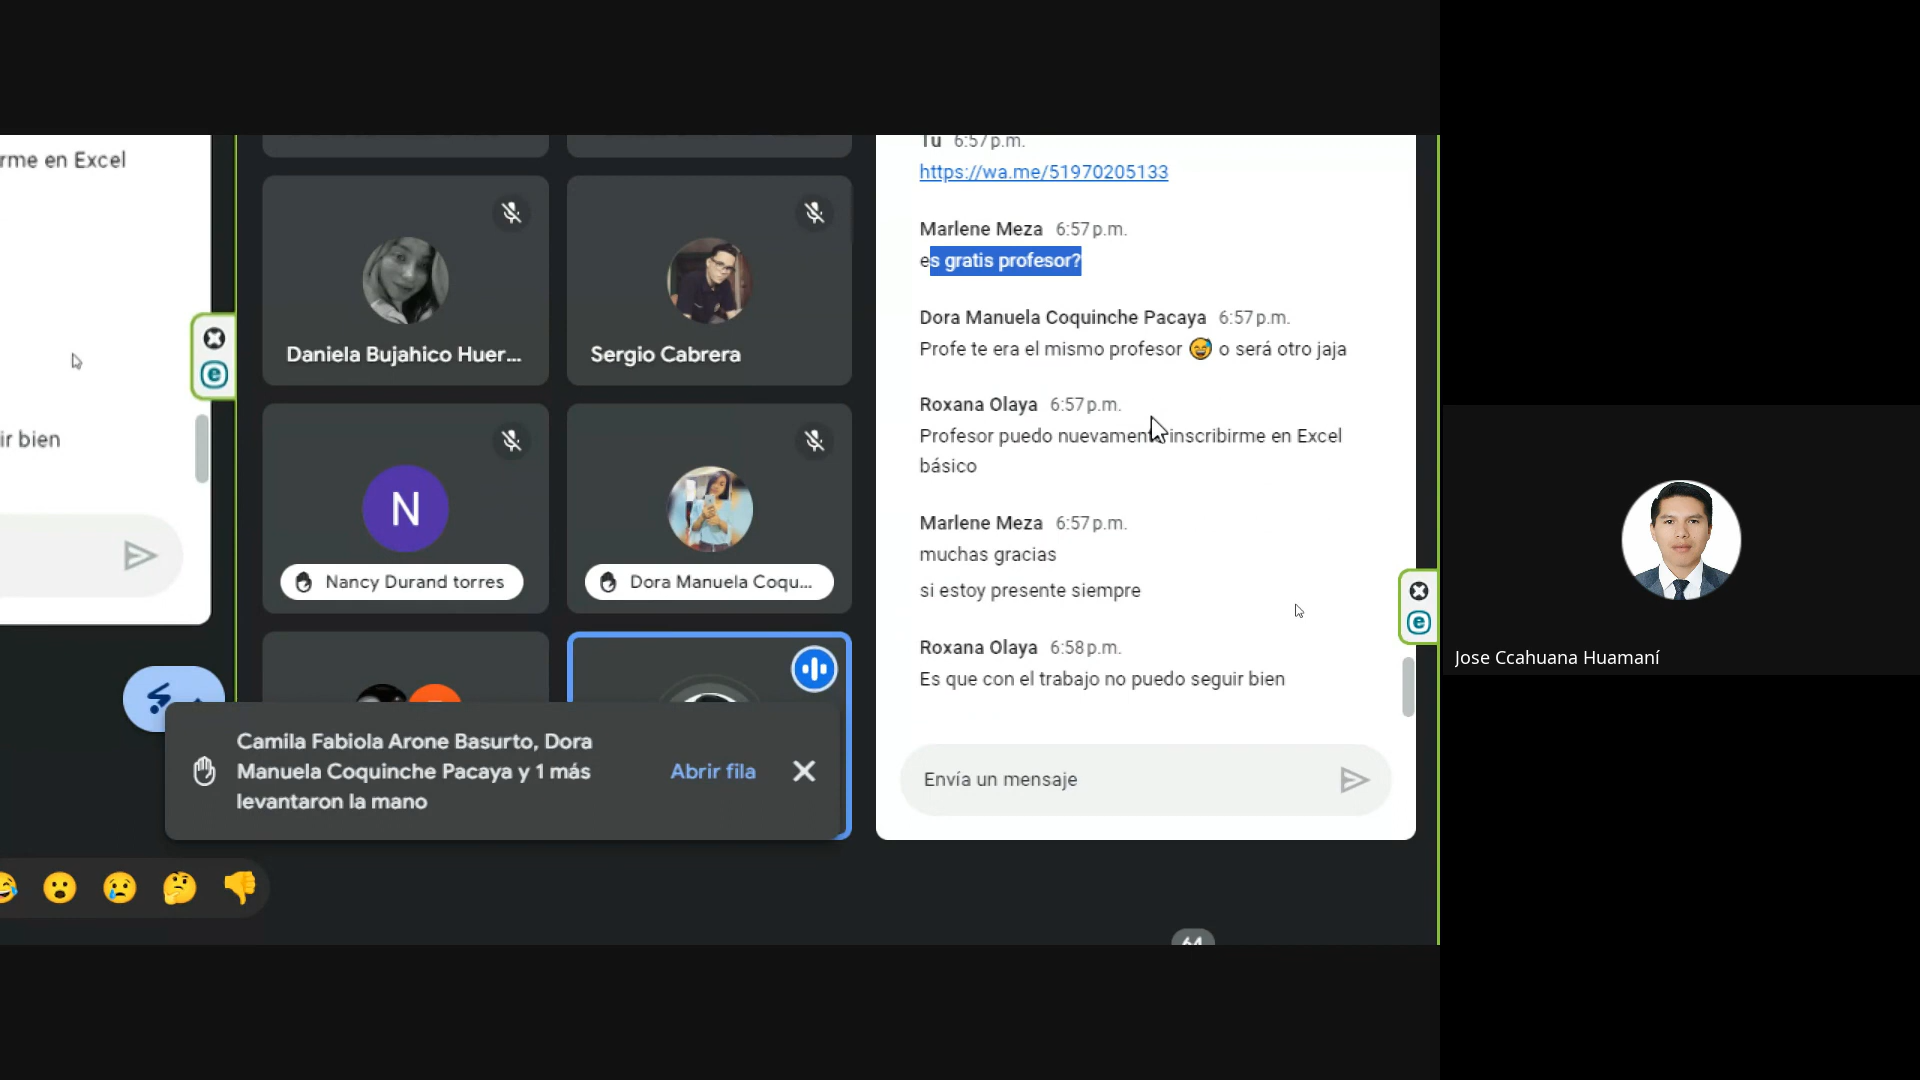 rme en Excel
ir bien
Daniela Bujahico Huer...
Sergio Cabrera
N
Nancy Durand torres
Dora Manuela Coqu...
Camila Fabiola Arone Basurto, Dora
Manuela Coquinche Pacaya y 1 más
levantaron la mano
Abrir fila
Tú 6:57 p.m.
https://wa.me/51970205133
Marlene Meza 6:57 p.m.
es gratis profesor?
Dora Manuela Coquinche Pacaya 6:57 p.m.
Profe te era el mismo profesor 😅 o será otro jaja
Roxana Olaya 6:57 p.m.
Profesor puedo nuevamente inscribirme en Excel
básico
Marlene Meza 6:57 p.m.
muchas gracias
si estoy presente siempre
Roxana Olaya 6:58 p.m.
Es que con el trabajo no puedo seguir bien
Envía un mensaje
Jose Ccahuana Huamaní